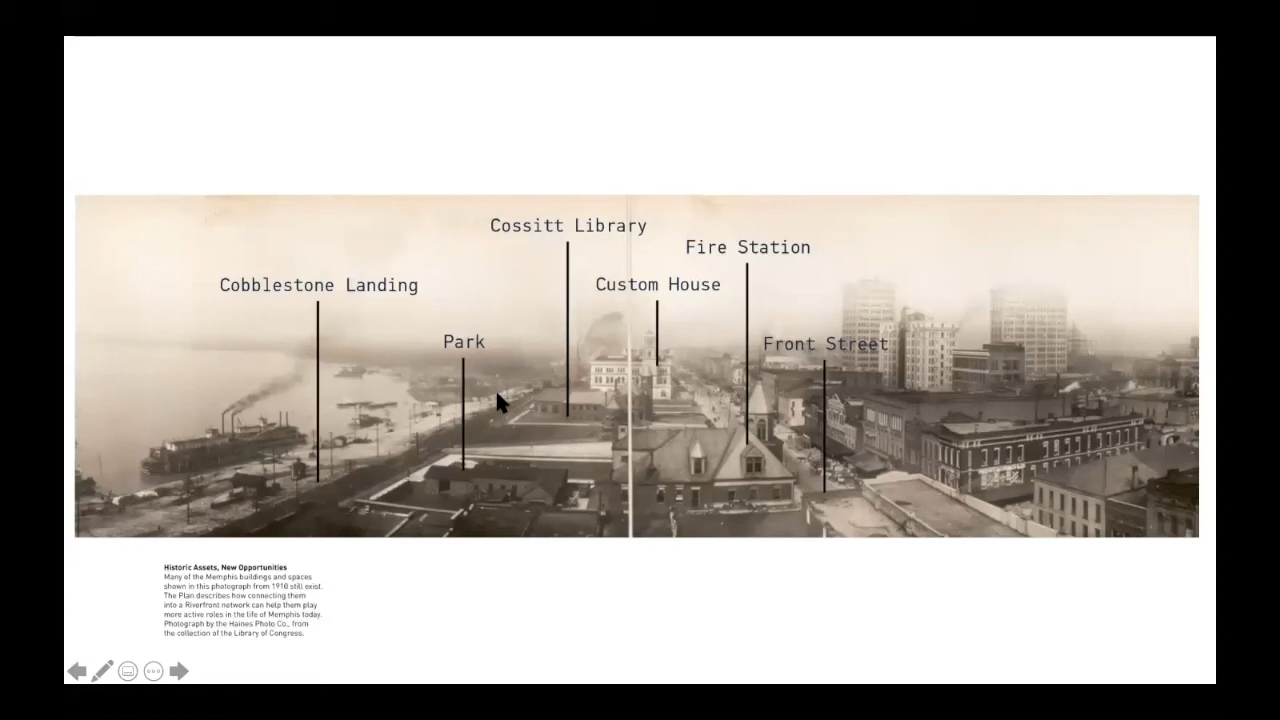 Cossitt Library
Fire Station
Cobblestone Landing
Custom House
Park
Front Street
Historic Assets, New Opportunities
Many of the Memphis buildings and spaces
shown in this photograph from 1910 still exist.
The Plan describes how connecting them
into a Riverfront network can help them play
more active roles in the life of Memphis today.
Photograph by the Haines Photo Co., from
the collection of the Library of Congress.